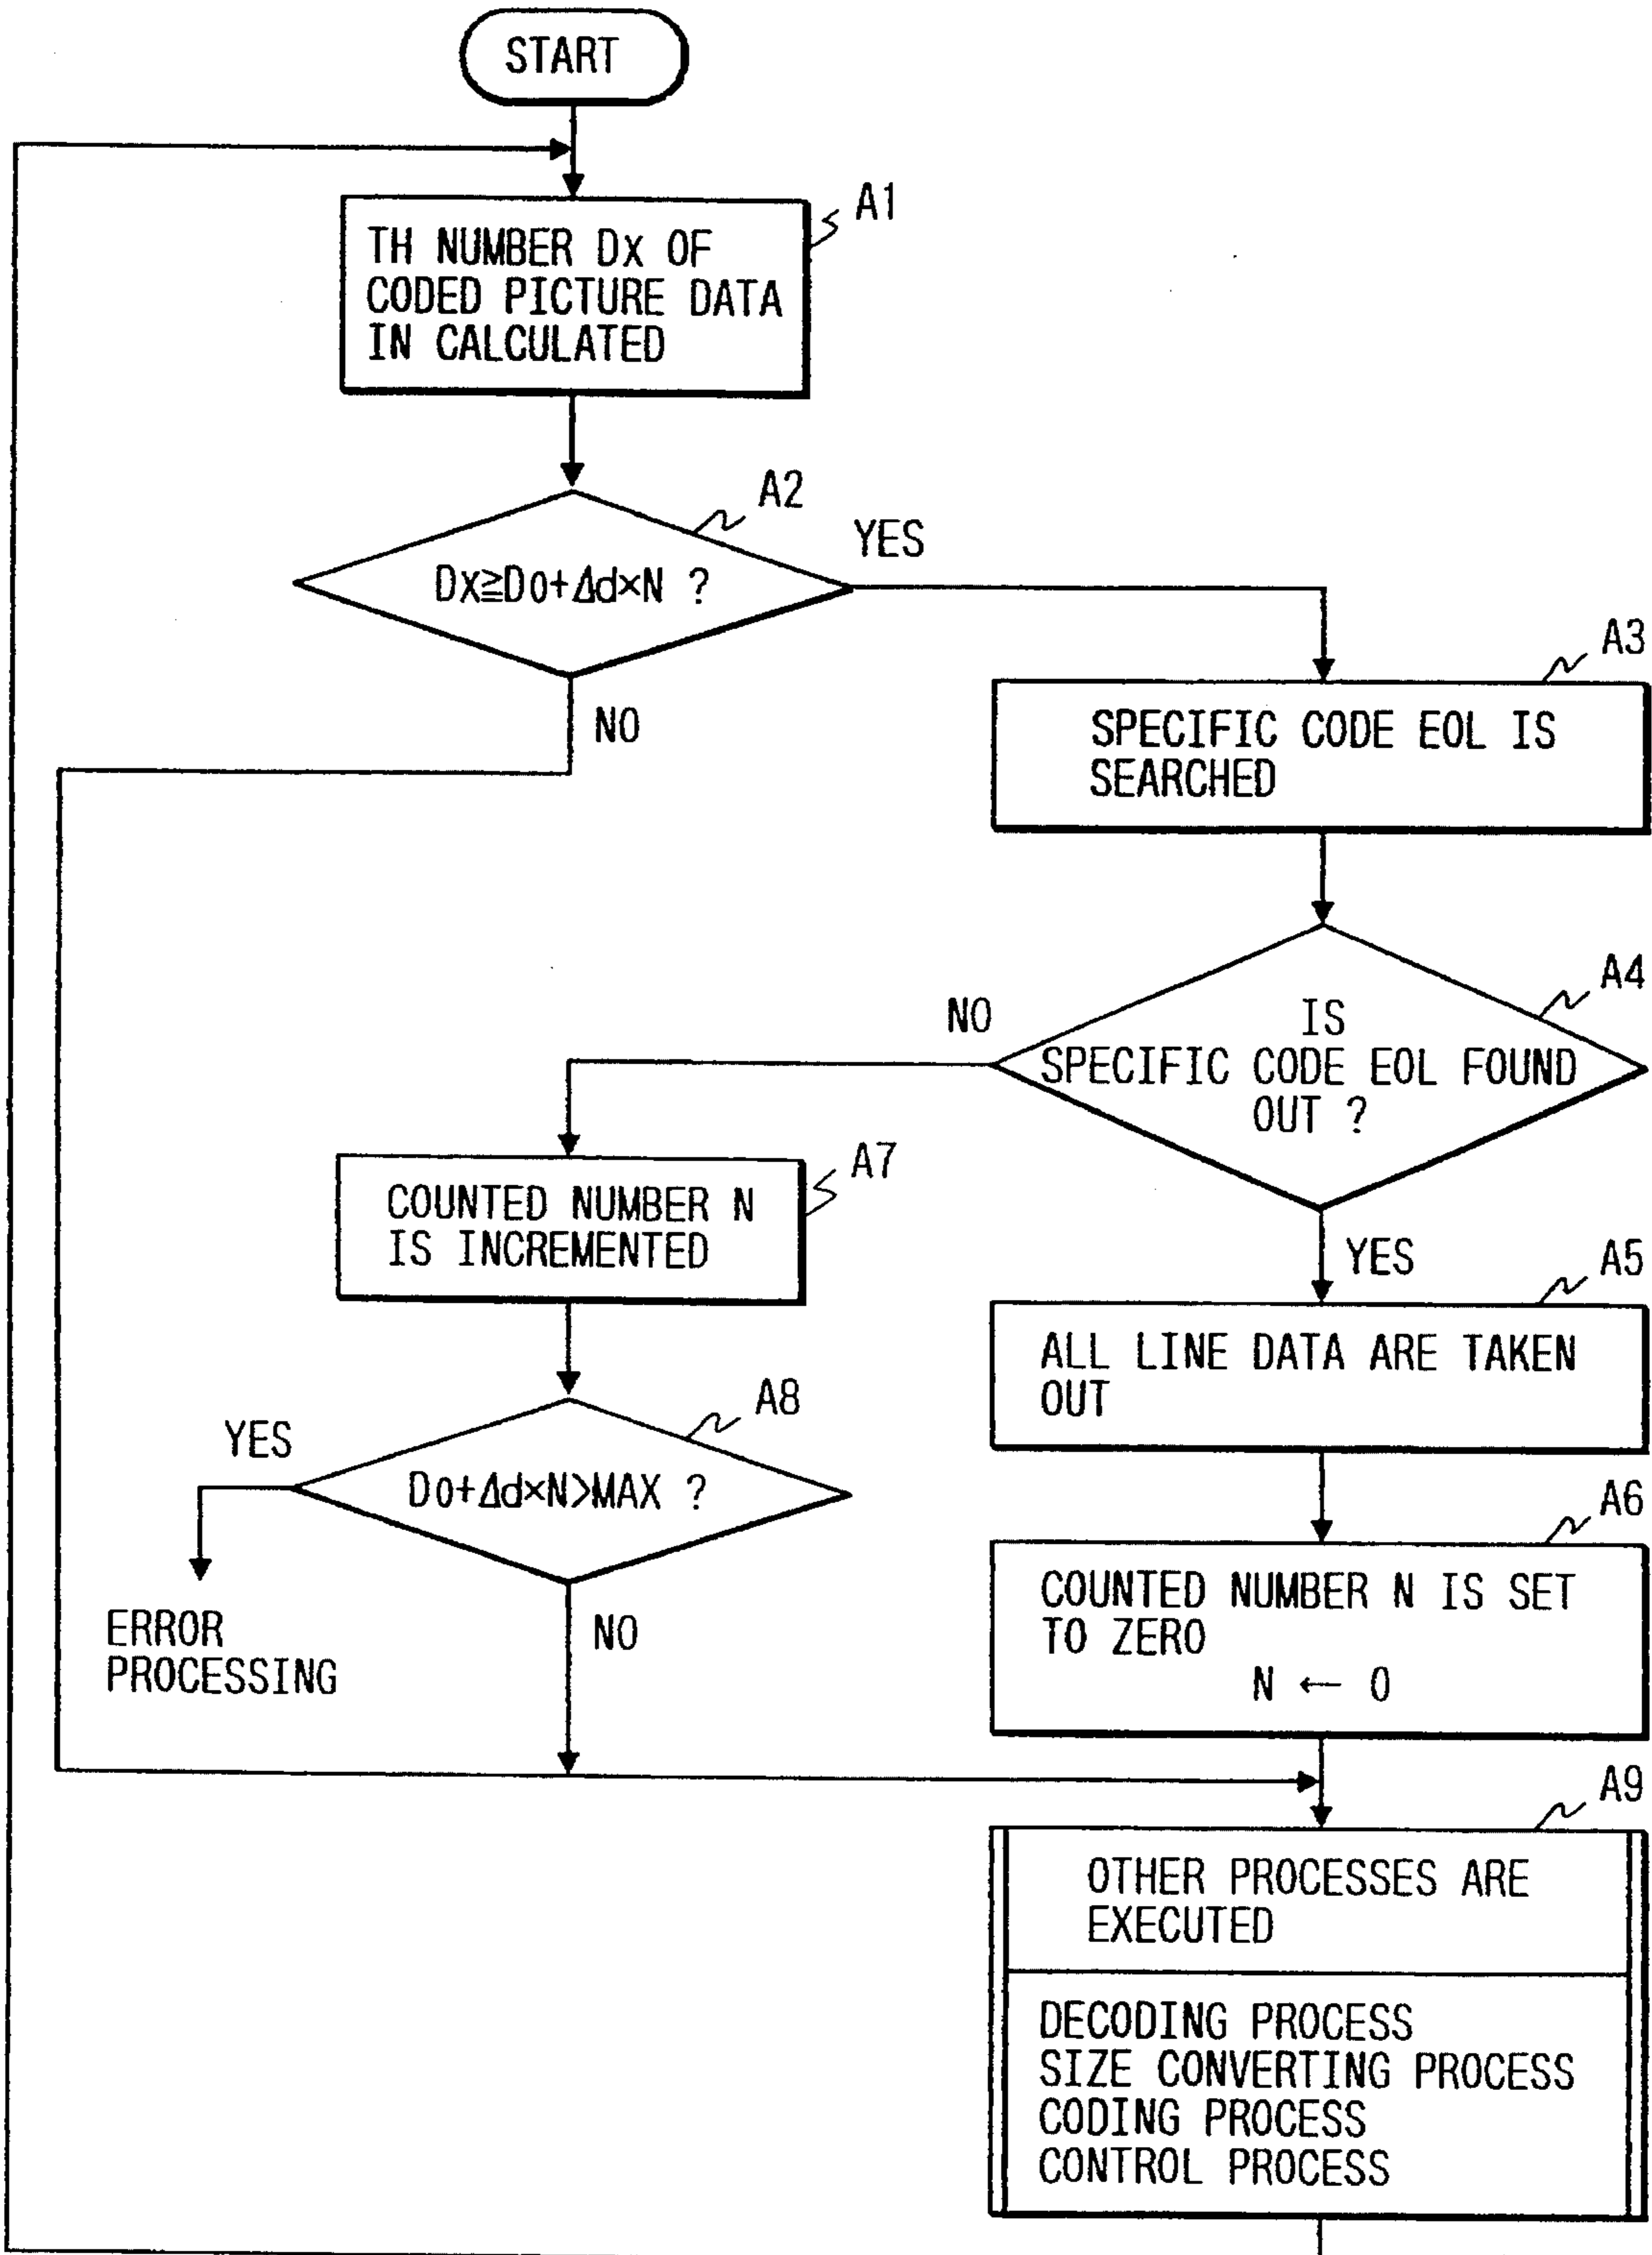 START
A1
TH NUMBER Dx OF
CODED PICTURE DATA
IN CALCULATED
A2
Dx≧Do+Δd×N ?
YES
NO
A3
SPECIFIC CODE EOL IS
SEARCHED
A4
IS
SPECIFIC CODE EOL FOUND
OUT ?
NO
YES
A7
COUNTED NUMBER N
IS INCREMENTED
A5
ALL LINE DATA ARE TAKEN
OUT
A8
Do+Δd×N>MAX ?
YES
NO
ERROR
PROCESSING
A6
COUNTED NUMBER N IS SET
TO ZERO
N ← 0
A9
OTHER PROCESSES ARE
EXECUTED
DECODING PROCESS
SIZE CONVERTING PROCESS
CODING PROCESS
CONTROL PROCESS